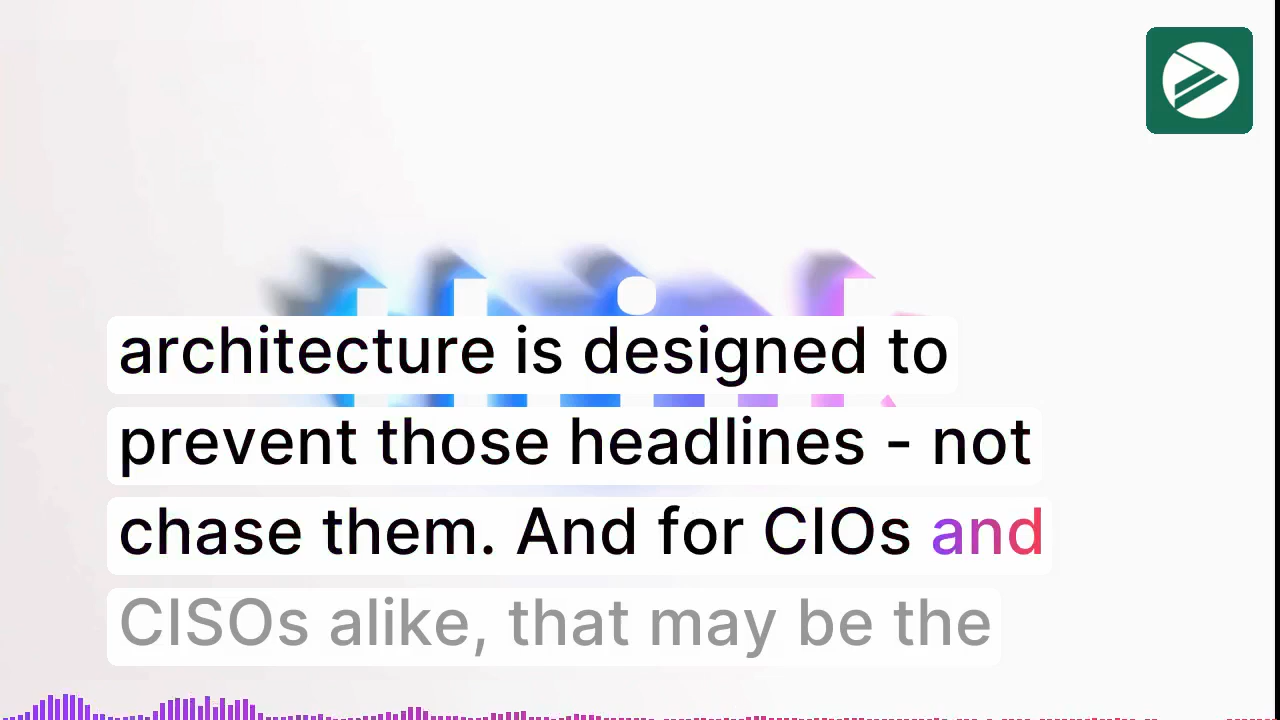 architecture is designed to
prevent those headlines - not
chase them. And for CIOs and
CISOs alike, that may be the